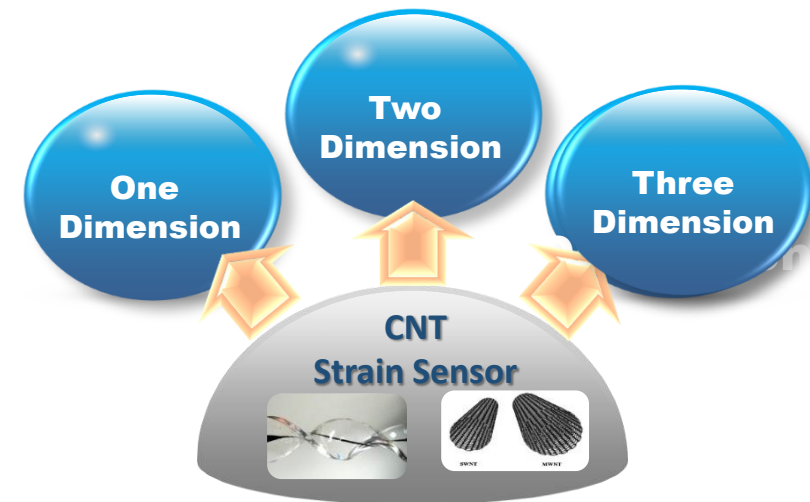 Two
Dimension
One
Dimension
Three
Dimension
CNT
Strain Sensor
SWNT
MWNT